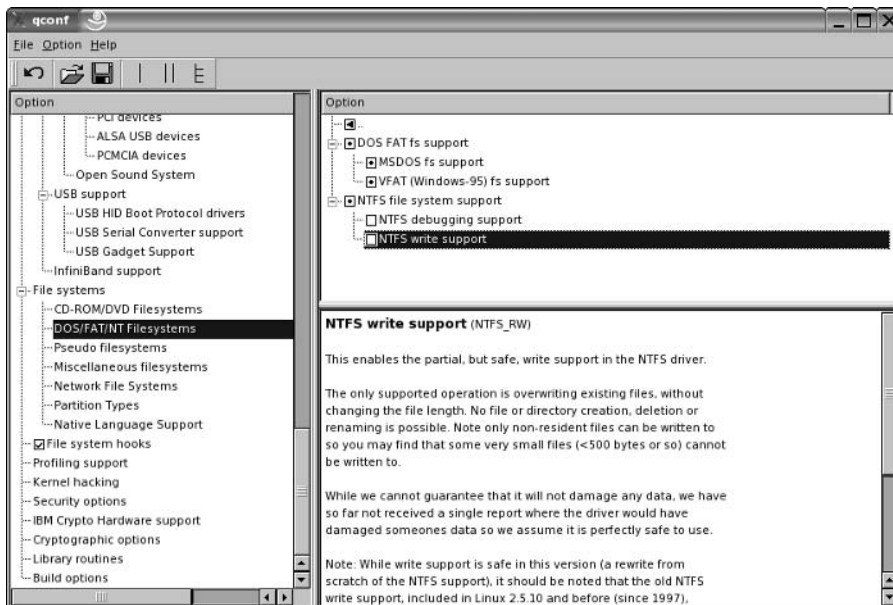 qconf
File Option Help
Option
PCI devices
ALSA USB devices
PCMCIA devices
Open Sound System
USB support
USB HID Boot Protocol drivers
USB Serial Converter support
USB Gadget Support
InfiniBand support
File systems
CD-ROM/DVD Filesystems
DOS/FAT/NT Filesystems
Pseudo filesystems
Miscellaneous filesystems
Network File Systems
Partition Types
Native Language Support
File system hooks
Profiling support
Kernel hacking
Security options
IBM Crypto Hardware support
Cryptographic options
Library routines
Build options
Option
..
DOS FAT fs support
MSDOS fs support
VFAT (Windows-95) fs support
NTFS file system support
NTFS debugging support
NTFS write support
NTFS write support (NTFS_RW)
This enables the partial, but safe, write support in the NTFS driver.
The only supported operation is overwriting existing files, without
changing the file length. No file or directory creation, deletion or
renaming is possible. Note only non-resident files can be written to
so you may find that some very small files (<500 bytes or so) cannot
be written to.
While we cannot guarantee that it will not damage any data, we have
so far not received a single report where the driver would have
damaged someones data so we assume it is perfectly safe to use.
Note: While write support is safe in this version (a rewrite from
scratch of the NTFS support), it should be noted that the old NTFS
write support, included in Linux 2.5.10 and before (since 1997),